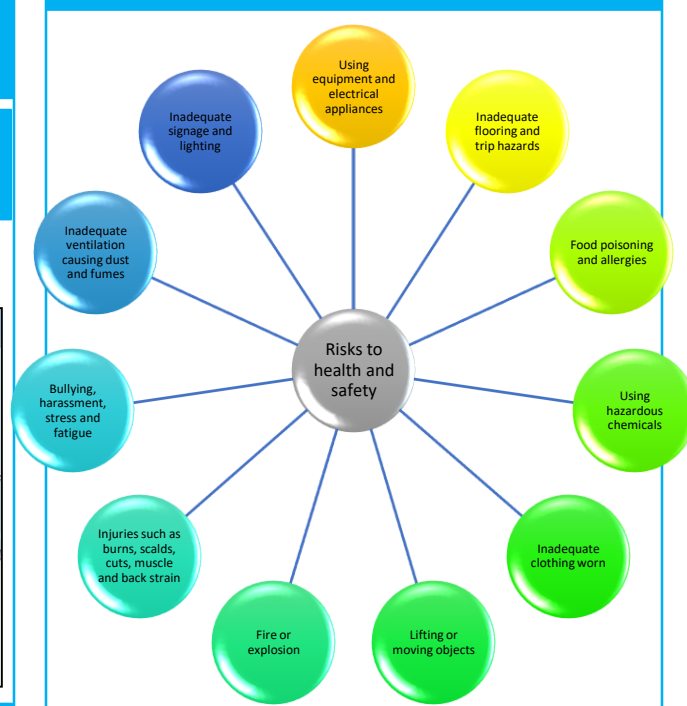 Using
equipment and
electrical
appliances
Inadequate
flooring and
trip hazards
Food poisoning
and allergies
Using
hazardous
chemicals
Inadequate
clothing worn
Lifting or
moving objects
Fire or
explosion
Injuries such as
burns, scalds,
cuts, muscle
and back strain
Bullying,
harassment,
stress and
fatigue
Inadequate
ventilation
causing dust
and fumes
Inadequate
signage and
lighting
Risks to
health and
safety